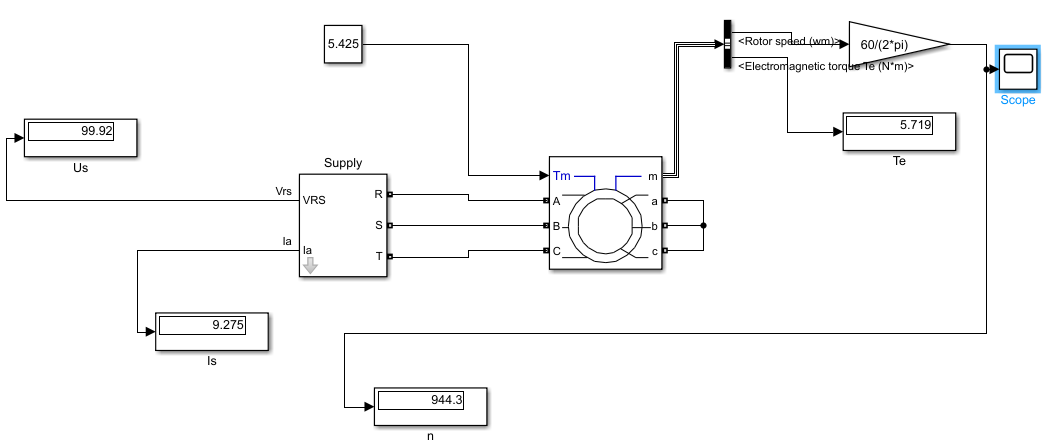 5.425
<Rotor speed (wm)>
60/(2*pi)
<Electromagnetic torque Te (N*m)>
Scope
99.92
Us
5.719
Te
Supply
Vrs
VRS
R
S
T
Ia
Ia
Tm
m
A
a
B
b
C
c
9.275
Is
944.3
n